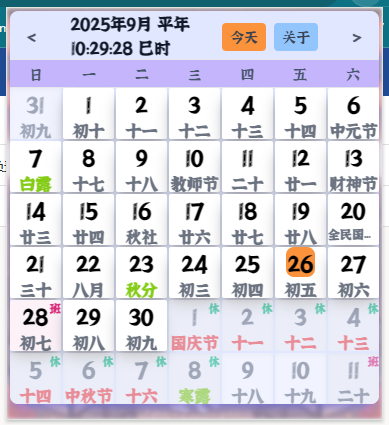 2025年9月 平年
< 10:29:28 巳时 今天 关于 >
日 一 二 三 四 五 六
31 1 2 3 4 5 6
初九 初十 十一 十二 十三 十四 中元节
7 8 9 10 11 12 13
白露 十七 十八 教师节 二十 廿一 财神节
14 15 16 17 18 19 20
廿三 廿四 秋社 廿六 廿七 廿八 全民国...
21 22 23 24 25 26 27
三十 八月 秋分 初三 初四 初五 初六
28 班 29 30 1 休 2 休 3 休 4 休
初七 初八 初九 国庆节 十一 十二 十三
5 休 6 休 7 休 8 休 9 10 11 班
十四 中秋节 十六 寒露 十八 十九 二十